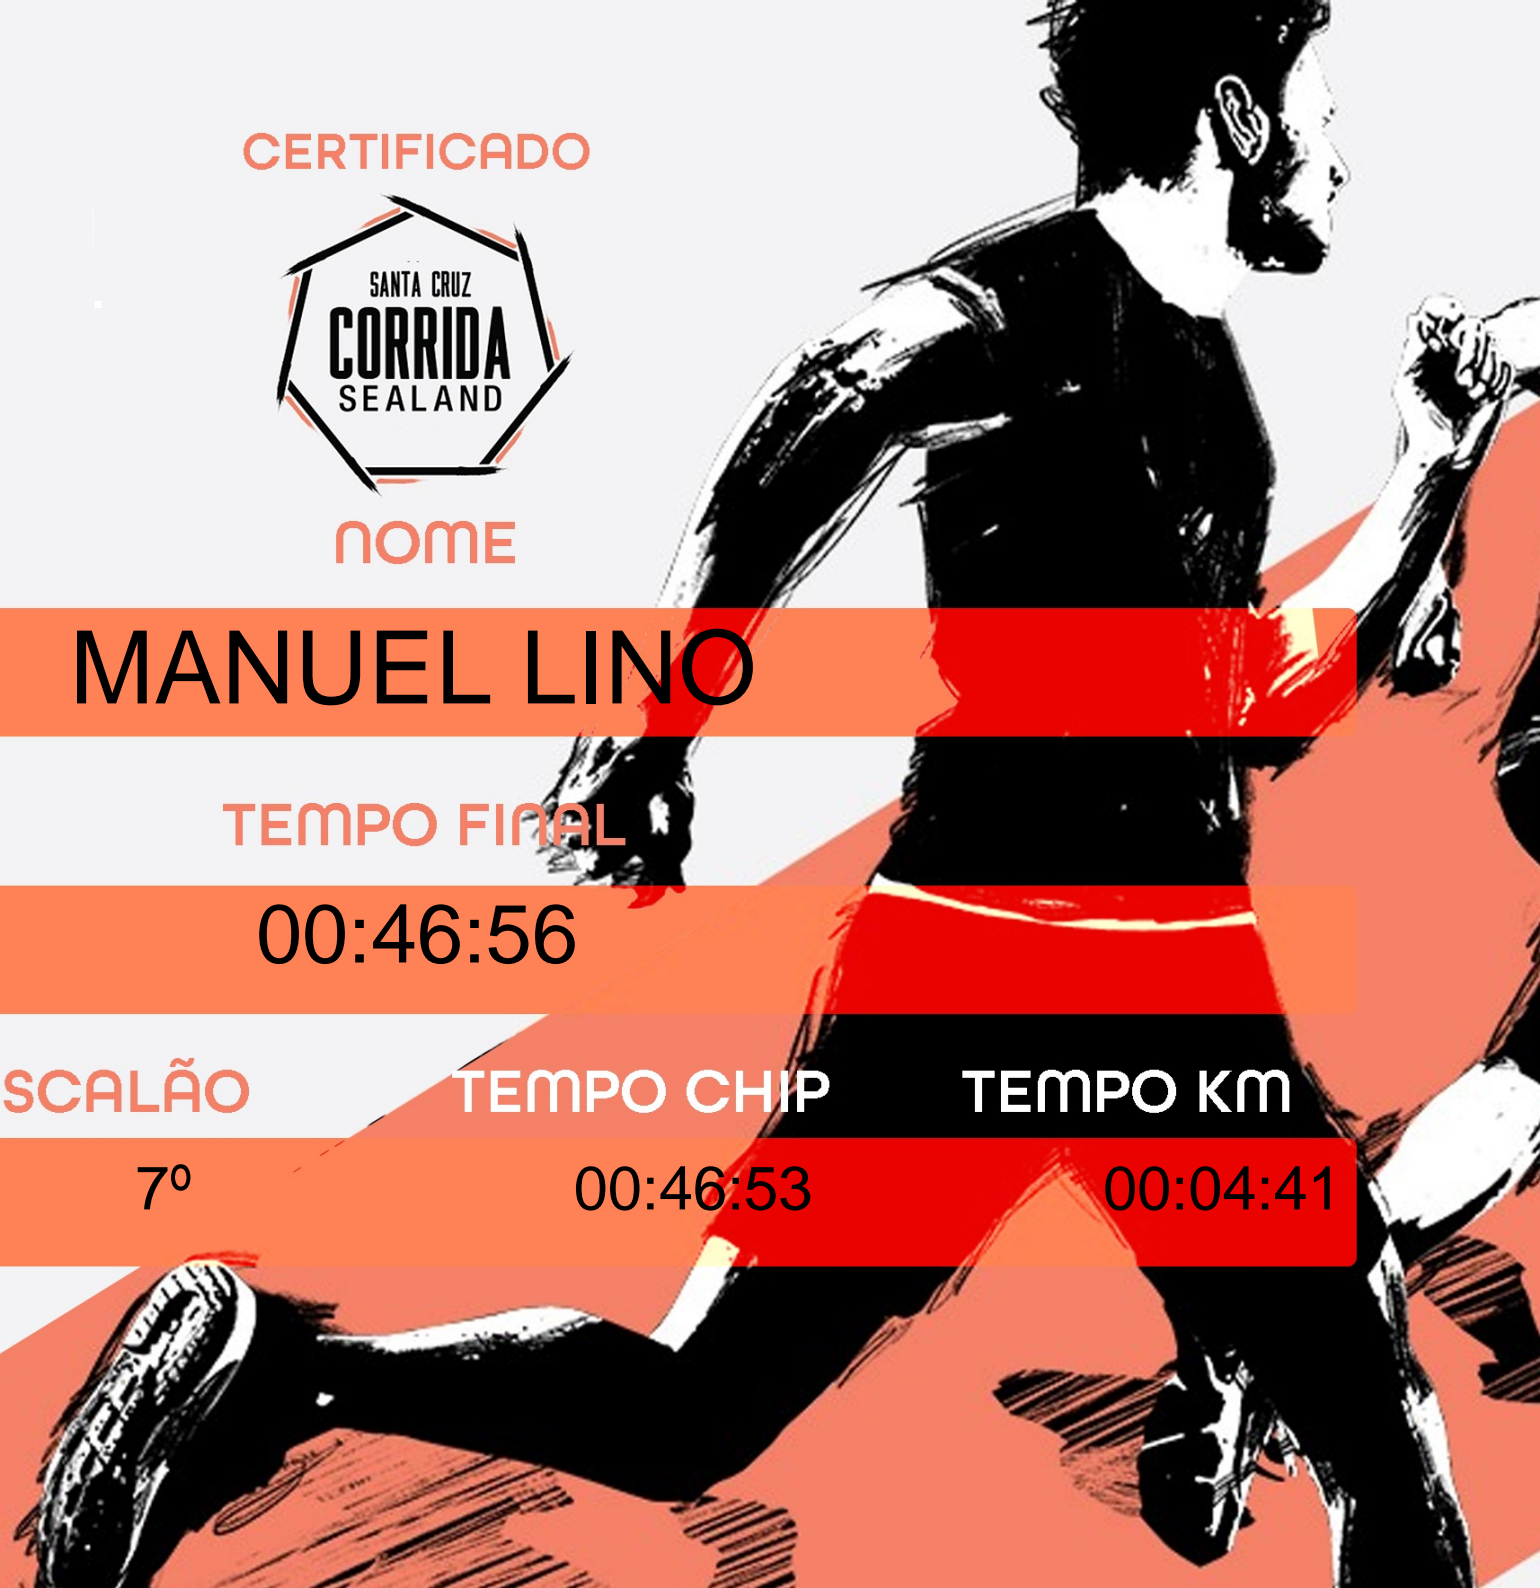 CERTIFICADO
SANTA CRUZ
CORRIDA
SEALAND
NOME
MANUEL LINO
TEMPO FINAL
00:46:56
SCALÃO TEMPO CHIP TEMPO KM
7º 00:46:53 00:04:41